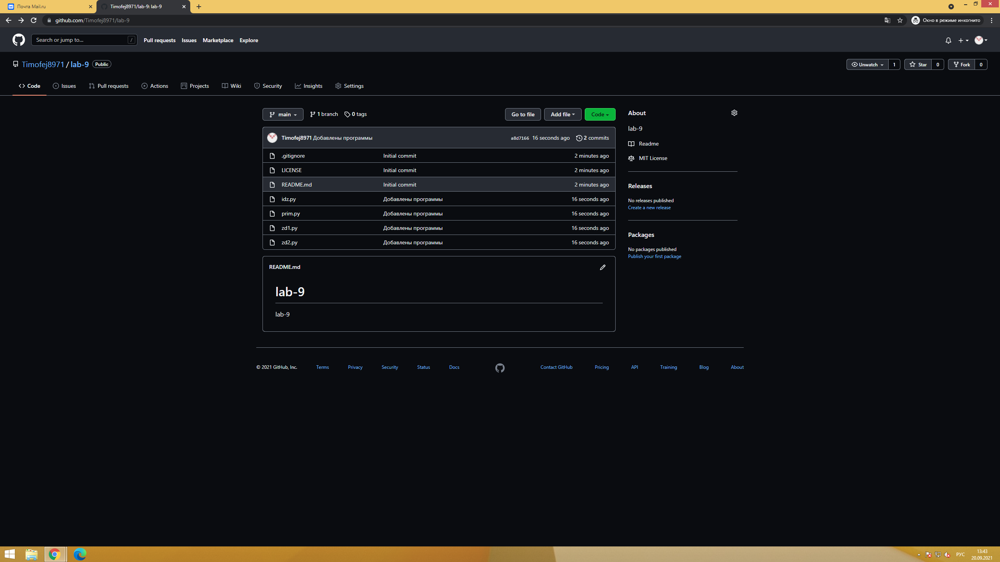 Почта Mail.ru
Timofej8971/lab-9: lab-9
github.com/Timofej8971/lab-9
Окно в режиме инкогнито
Search or jump to... /
Pull requests Issues Marketplace Explore
Timofej8971 / lab-9 Public
Unwatch 1 Star 0 Fork 0
Code Issues Pull requests Actions Projects Wiki Security Insights Settings
main 1 branch 0 tags Go to file Add file Code
Timofej8971 Добавлены программы a8d7166 16 seconds ago 2 commits
.gitignore Initial commit 2 minutes ago
LICENSE Initial commit 2 minutes ago
README.md Initial commit 2 minutes ago
idz.py Добавлены программы 16 seconds ago
prim.py Добавлены программы 16 seconds ago
zd1.py Добавлены программы 16 seconds ago
zd2.py Добавлены программы 16 seconds ago
README.md
lab-9
lab-9
About
lab-9
Readme
MIT License
Releases
No releases published
Create a new release
Packages
No packages published
Publish your first package
© 2021 GitHub, Inc. Terms Privacy Security Status Docs Contact GitHub Pricing API Training Blog About
РУС
13:43
20.09.2021